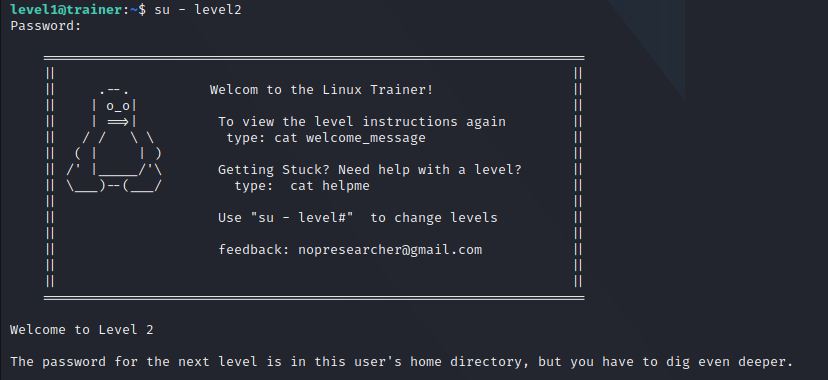 level1@trainer:~$ su - level2
Password:
Welcom to the Linux Trainer!
To view the level instructions again
type: cat welcome_message
Getting Stuck? Need help with a level?
type:  cat helpme
Use "su - level#"  to change levels
feedback: nopresearcher@gmail.com
Welcome to Level 2
The password for the next level is in this user's home directory, but you have to dig even deeper.